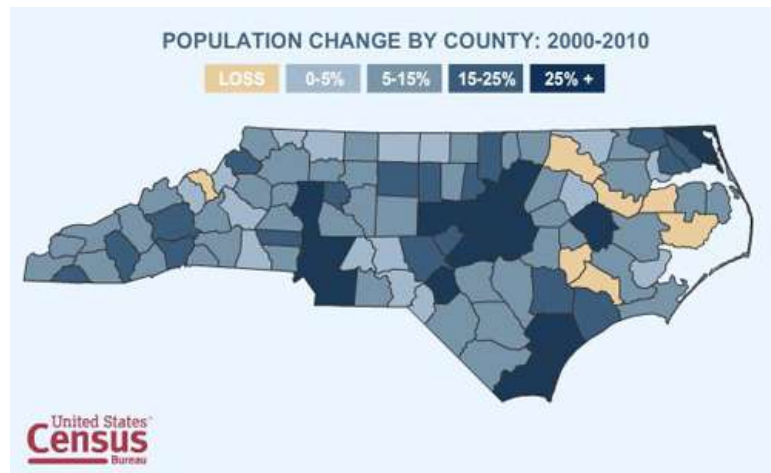 POPULATION CHANGE BY COUNTY: 2000-2010
LOSS 0-5% 5-15% 15-25% 25% +
United States
Census
Bureau